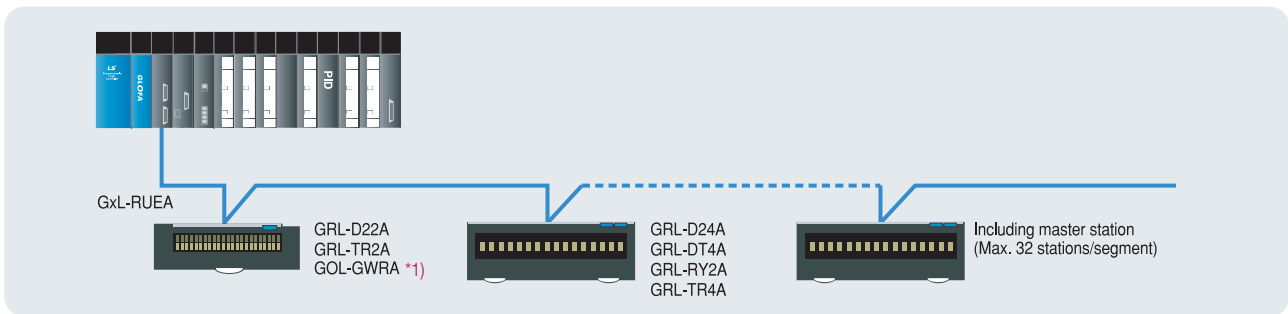 LS
GLOFA
PID
GxL-RUEA
GRL-D22A
GRL-TR2A
GOL-GWRA *1)
GRL-D24A
GRL-DT4A
GRL-RY2A
GRL-TR4A
Including master station
(Max. 32 stations/segment)